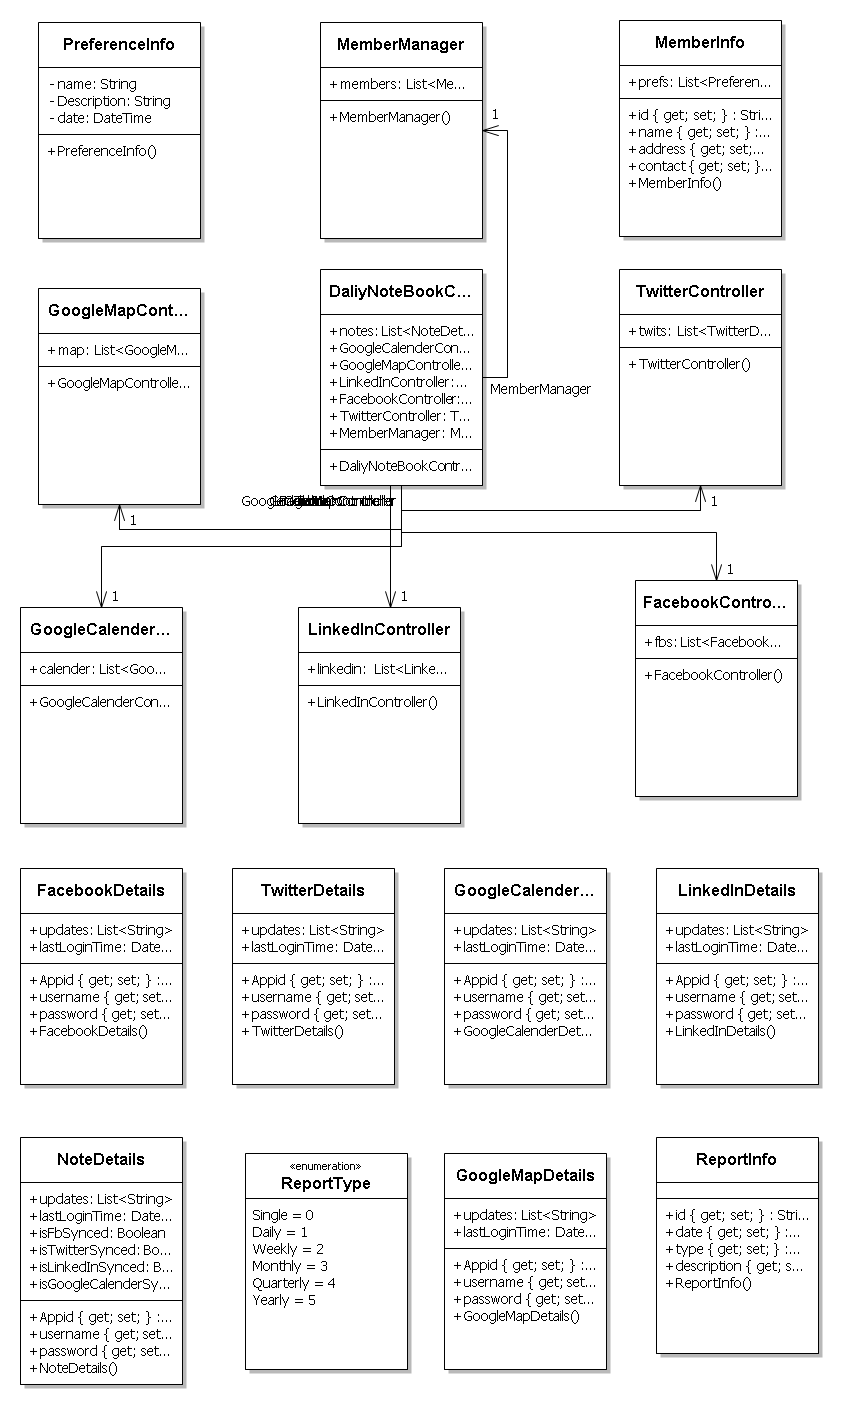 PreferenceInfo
- name: String
- Description: String
- date: DateTime
+ PreferenceInfo()
MemberManager
+ members: List<Me...
+ MemberManager()
MemberInfo
+ prefs: List<Preferen...
+ id { get; set; } : Stri...
+ name { get; set; } :...
+ address { get; set;...
+ contact { get; set; }...
+ MemberInfo()
1
GoogleMapCont...
+ map: List<GoogleM...
+ GoogleMapControlle...
DaliyNoteBookC...
+ notes: List<NoteDet...
+ GoogleCalenderCon...
+ GoogleMapControlle...
+ LinkedInController:...
+ FacebookController:...
+ TwitterController: T...
+ MemberManager: M...
+ DaliyNoteBookContr...
MemberManager
TwitterController
+ twits: List<TwitterD...
+ TwitterController()
1
1
1
1
1
GoogleCalender...
+ calender: List<Goo...
+ GoogleCalenderCon...
LinkedInController
+ linkedin: List<Linke...
+ LinkedInController()
FacebookContro...
+ fbs: List<Facebook...
+ FacebookController()
FacebookDetails
+ updates: List<String>
+ lastLoginTime: Date...
+ Appid { get; set; } :...
+ username { get; set...
+ password { get; set...
+ FacebookDetails()
TwitterDetails
+ updates: List<String>
+ lastLoginTime: Date...
+ Appid { get; set; } :...
+ username { get; set...
+ password { get; set...
+ TwitterDetails()
GoogleCalender...
+ updates: List<String>
+ lastLoginTime: Date...
+ Appid { get; set; } :...
+ username { get; set...
+ password { get; set...
+ GoogleCalenderDet...
LinkedInDetails
+ updates: List<String>
+ lastLoginTime: Date...
+ Appid { get; set; } :...
+ username { get; set...
+ password { get; set...
+ LinkedInDetails()
NoteDetails
+ updates: List<String>
+ lastLoginTime: Date...
+ isFbSynced: Boolean
+ isTwitterSynced: Bo...
+ isLinkedInSynced: B...
+ isGoogleCalenderSy...
+ Appid { get; set; } :...
+ username { get; set...
+ password { get; set...
+ NoteDetails()
«enumeration»
ReportType
Single = 0
Daily = 1
Weekly = 2
Monthly = 3
Quarterly = 4
Yearly = 5
GoogleMapDetails
+ updates: List<String>
+ lastLoginTime: Date...
+ Appid { get; set; } :...
+ username { get; set...
+ password { get; set...
+ GoogleMapDetails()
ReportInfo
+ id { get; set; } : Stri...
+ date { get; set; } :...
+ type { get; set; } :...
+ description { get; s...
+ ReportInfo()